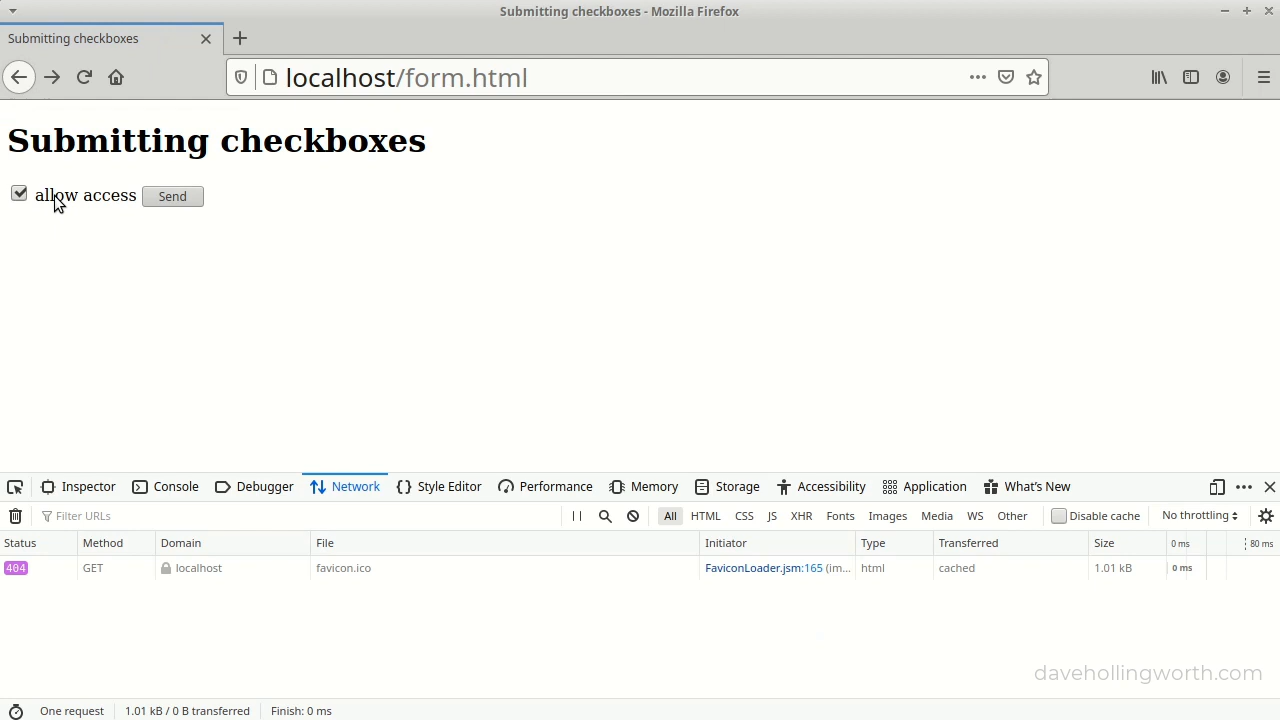 Submitting checkboxes - Mozilla Firefox
Submitting checkboxes
localhost/form.html
Submitting checkboxes
allow access Send
Inspector Console Debugger Network Style Editor Performance Memory Storage Accessibility Application What's New
Filter URLs All HTML CSS JS XHR Fonts Images Media WS Other Disable cache No throttling
Status Method Domain File Initiator Type Transferred Size 0 ms 80 ms
404 GET localhost favicon.ico FaviconLoader.jsm:165 (im... html cached 1.01 kB 0 ms
davehollingworth.com
One request 1.01 kB / 0 B transferred Finish: 0 ms